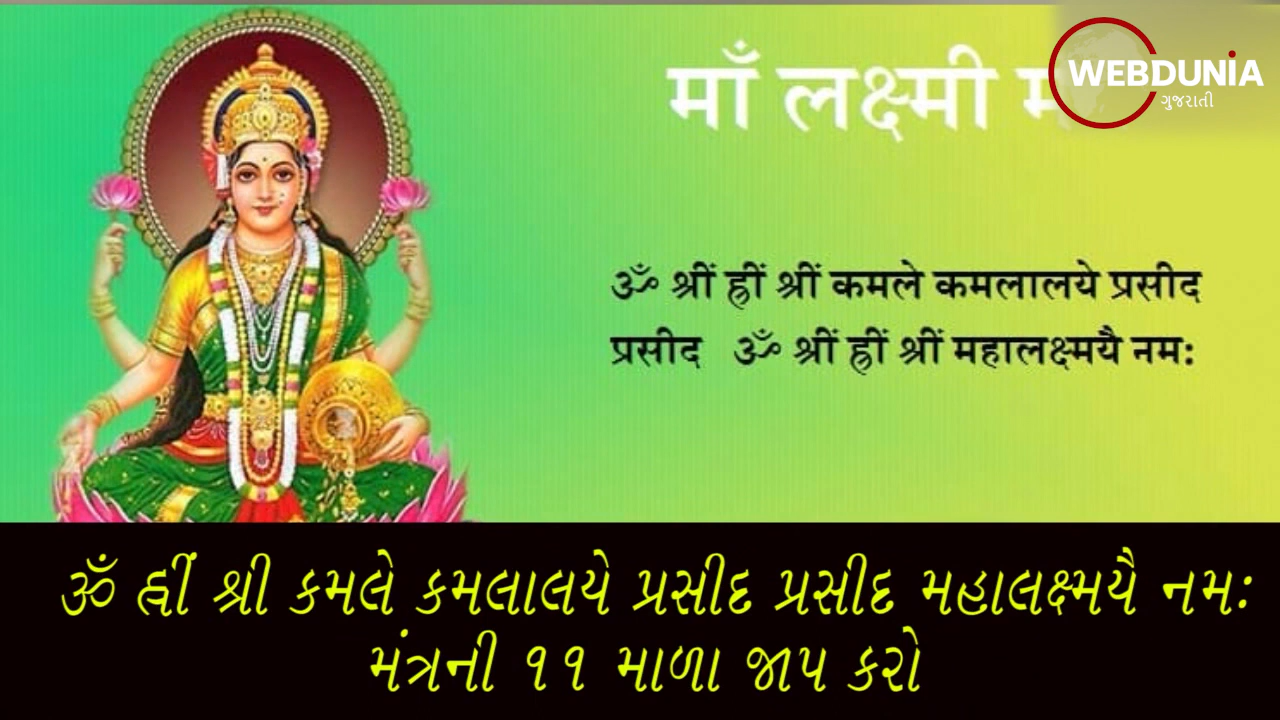 माँ लक्ष्मी
WEBDUNIA
ગુજરાતી
ॐ श्रीं ह्रीं श्रीं कमले कमलालये प्रसीद
प्रसीद ॐ श्रीं ह्रीं श्रीं महालक्ष्मयै नम:
ૐ હ્રીં શ્રી કમલે કમલાલયે પ્રસીદ પ્રસીદ મહાલક્ષ્મયૈ નમઃ
મંત્રની ૧૧ માળા જાપ કરો